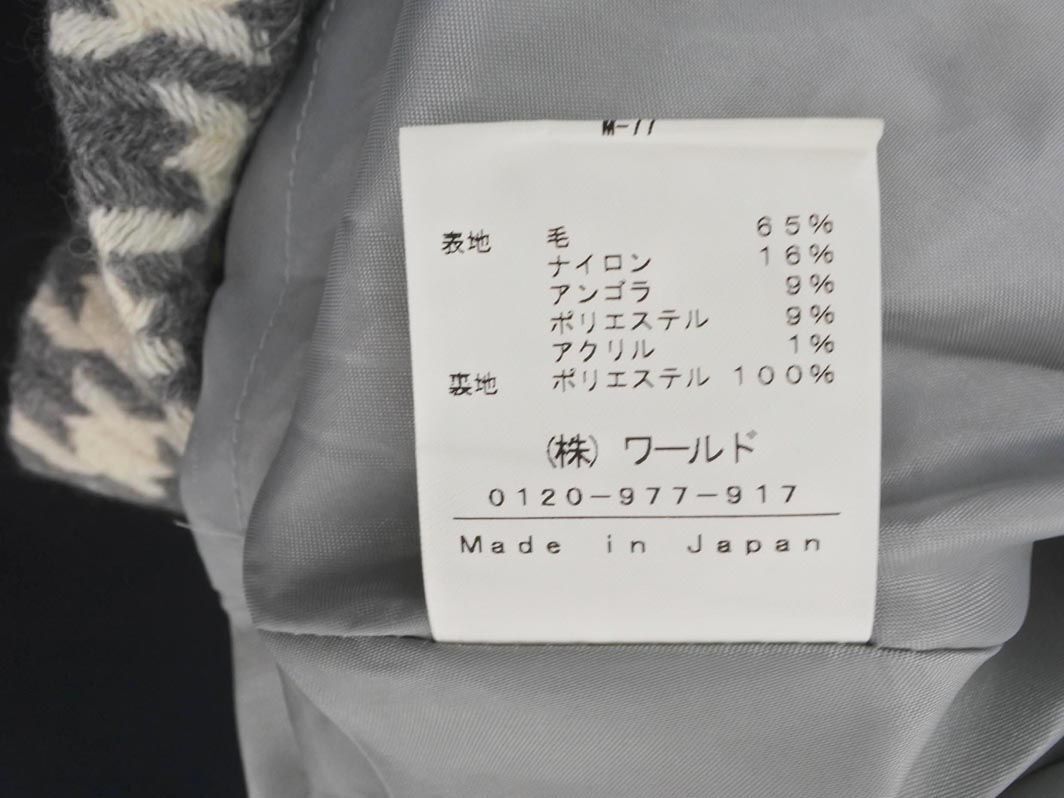 M-11
表地 毛 65%
ナイロン 16%
アンゴラ 9%
ポリエステル 9%
アクリル 1%
裏地 ポリエステル 100%
(株) ワールド
0120-977-917
Made in Japan